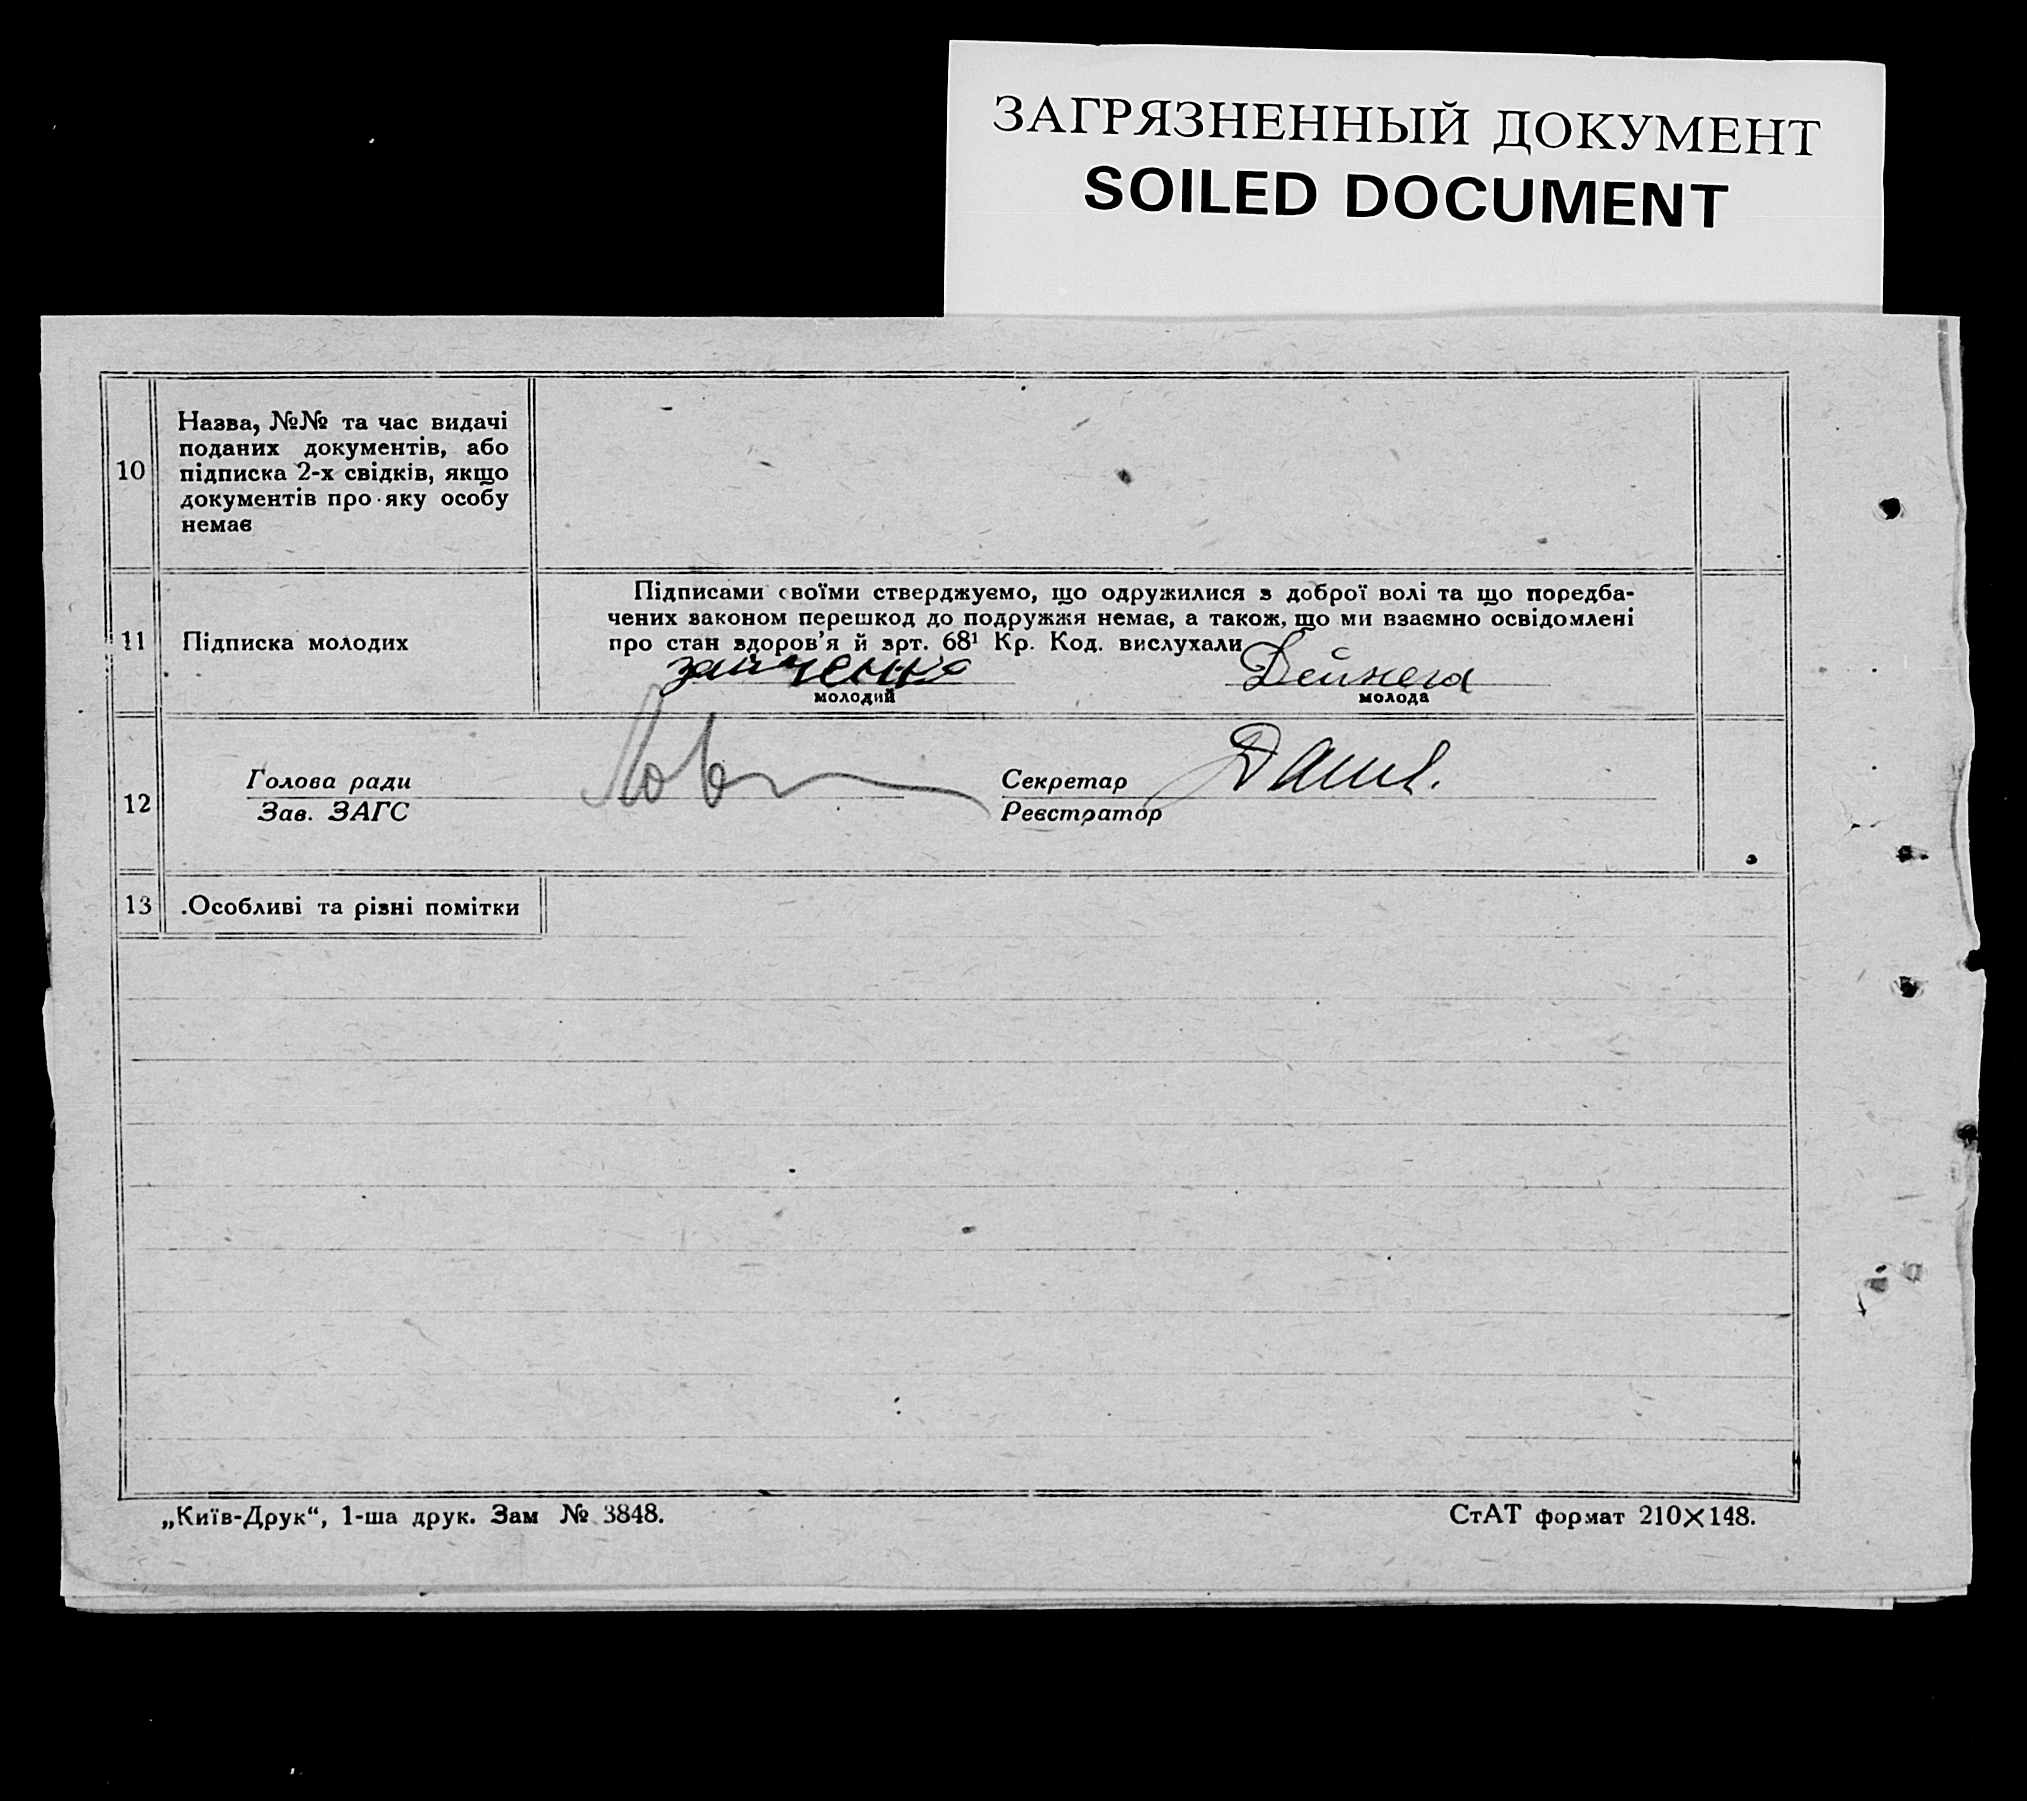 ЗАГРЯЗНЕННЫЙ ДОКУМЕНТ
SOILED DOCUMENT
10
Назва, №№ та час видачі
поданих документів, або
підписка 2-х свідків, якщо
документів про яку особу
немає
11
Підписка молодих
Підписами своїми стверджуємо, що одружилися з доброї волі та що поредба-
чених законом перешкод до подружжя немає, а також, що ми взаємно освідомлені
про стан здоров'я й арт. 68¹ Кр. Код. вислухали
Дейнега
молодий
молода
12
Голова ради
Зав. ЗАГС
Секретар
Реєстратор
13
.Особливі та різні помітки
„Київ-Друк“, 1-ша друк. Зам № 3848.
СтАТ формат 210×148.